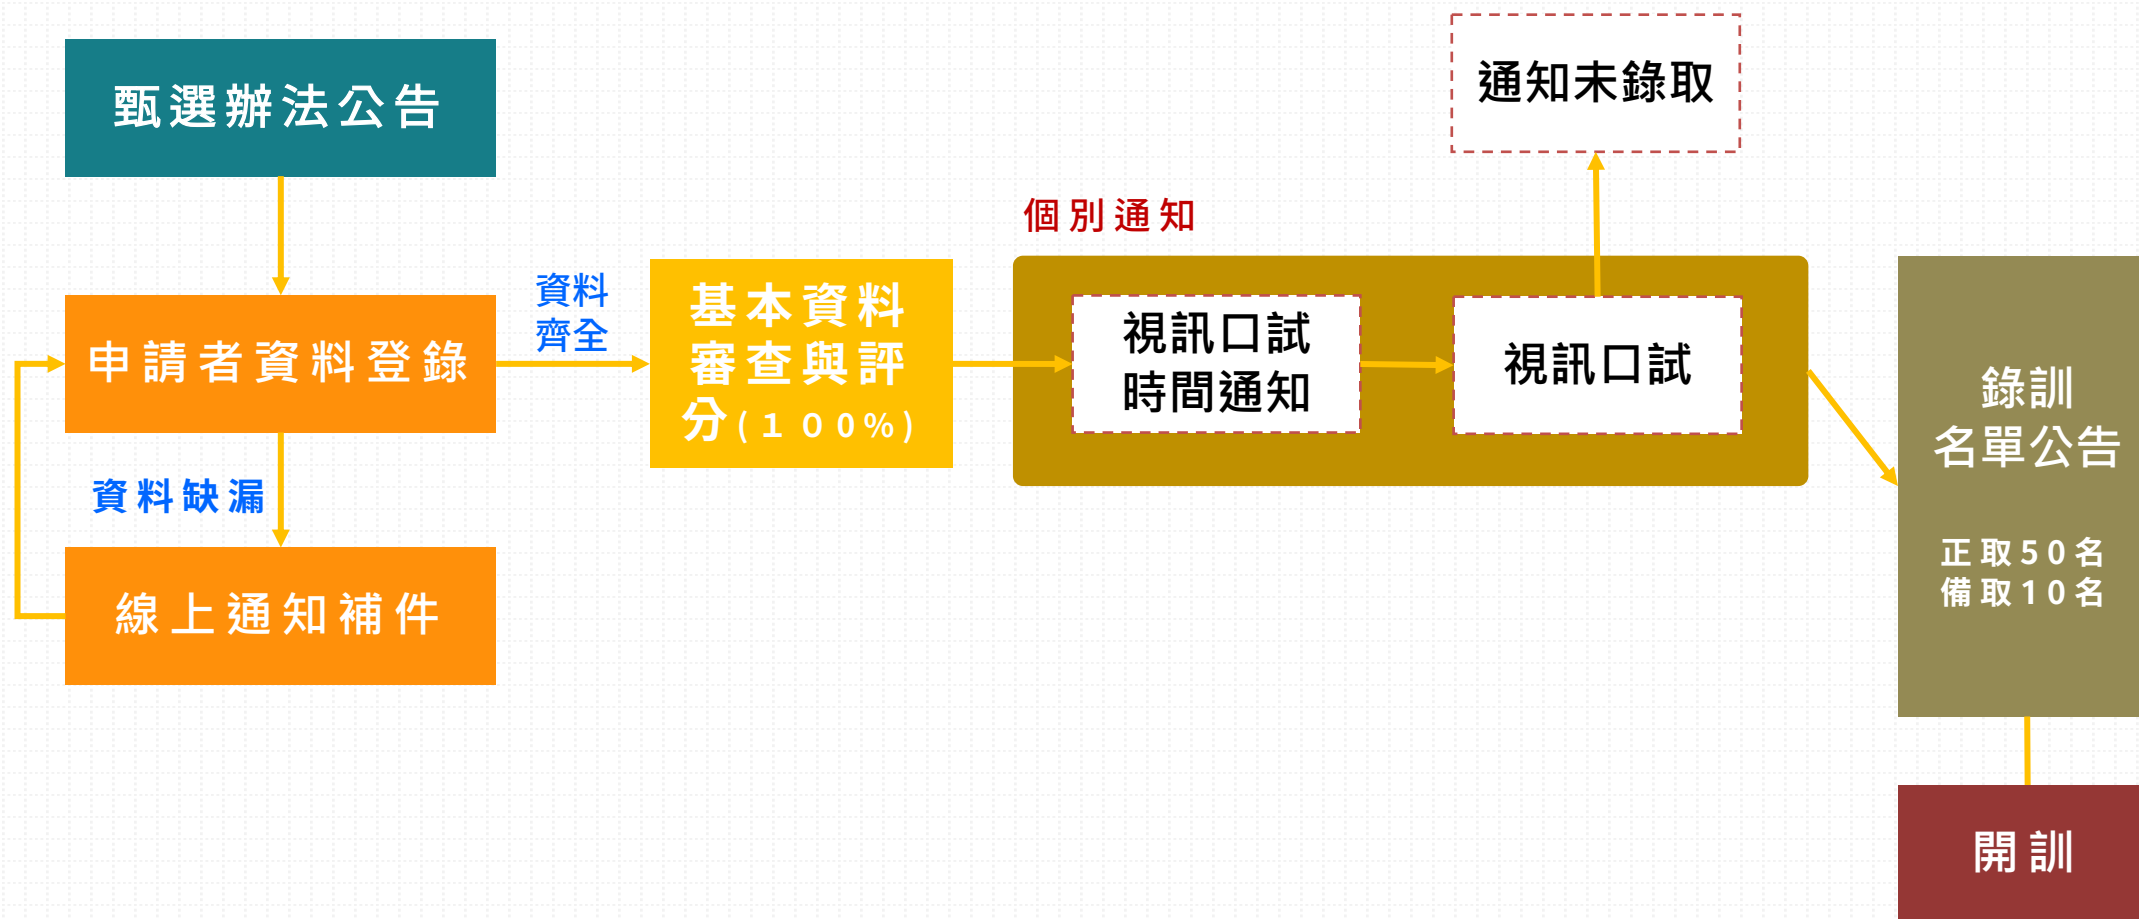 甄選辦法公告
申請者資料登錄
資料缺漏
線上通知補件
資料
齊全
基本資料
審查與評
分(100%)
個別通知
視訊口試
時間通知
視訊口試
通知未錄取
錄訓
名單公告
正取50名
備取10名
開訓